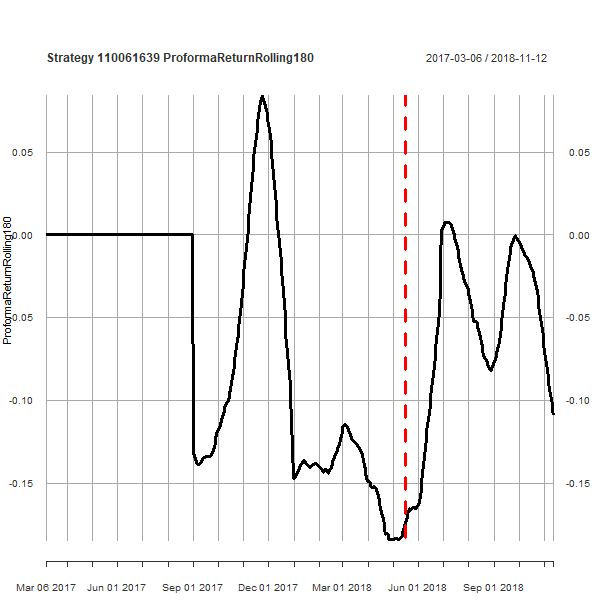 Strategy 110061639 ProformaReturnRolling180
2017-03-06 / 2018-11-12
0.05 0.05
0.00 0.00
-0.05 -0.05
-0.10 -0.10
-0.15 -0.15
ProformaReturnRolling180
Mar 06 2017 Jun 01 2017 Sep 01 2017 Dec 01 2017 Mar 01 2018 Jun 01 2018 Sep 01 2018